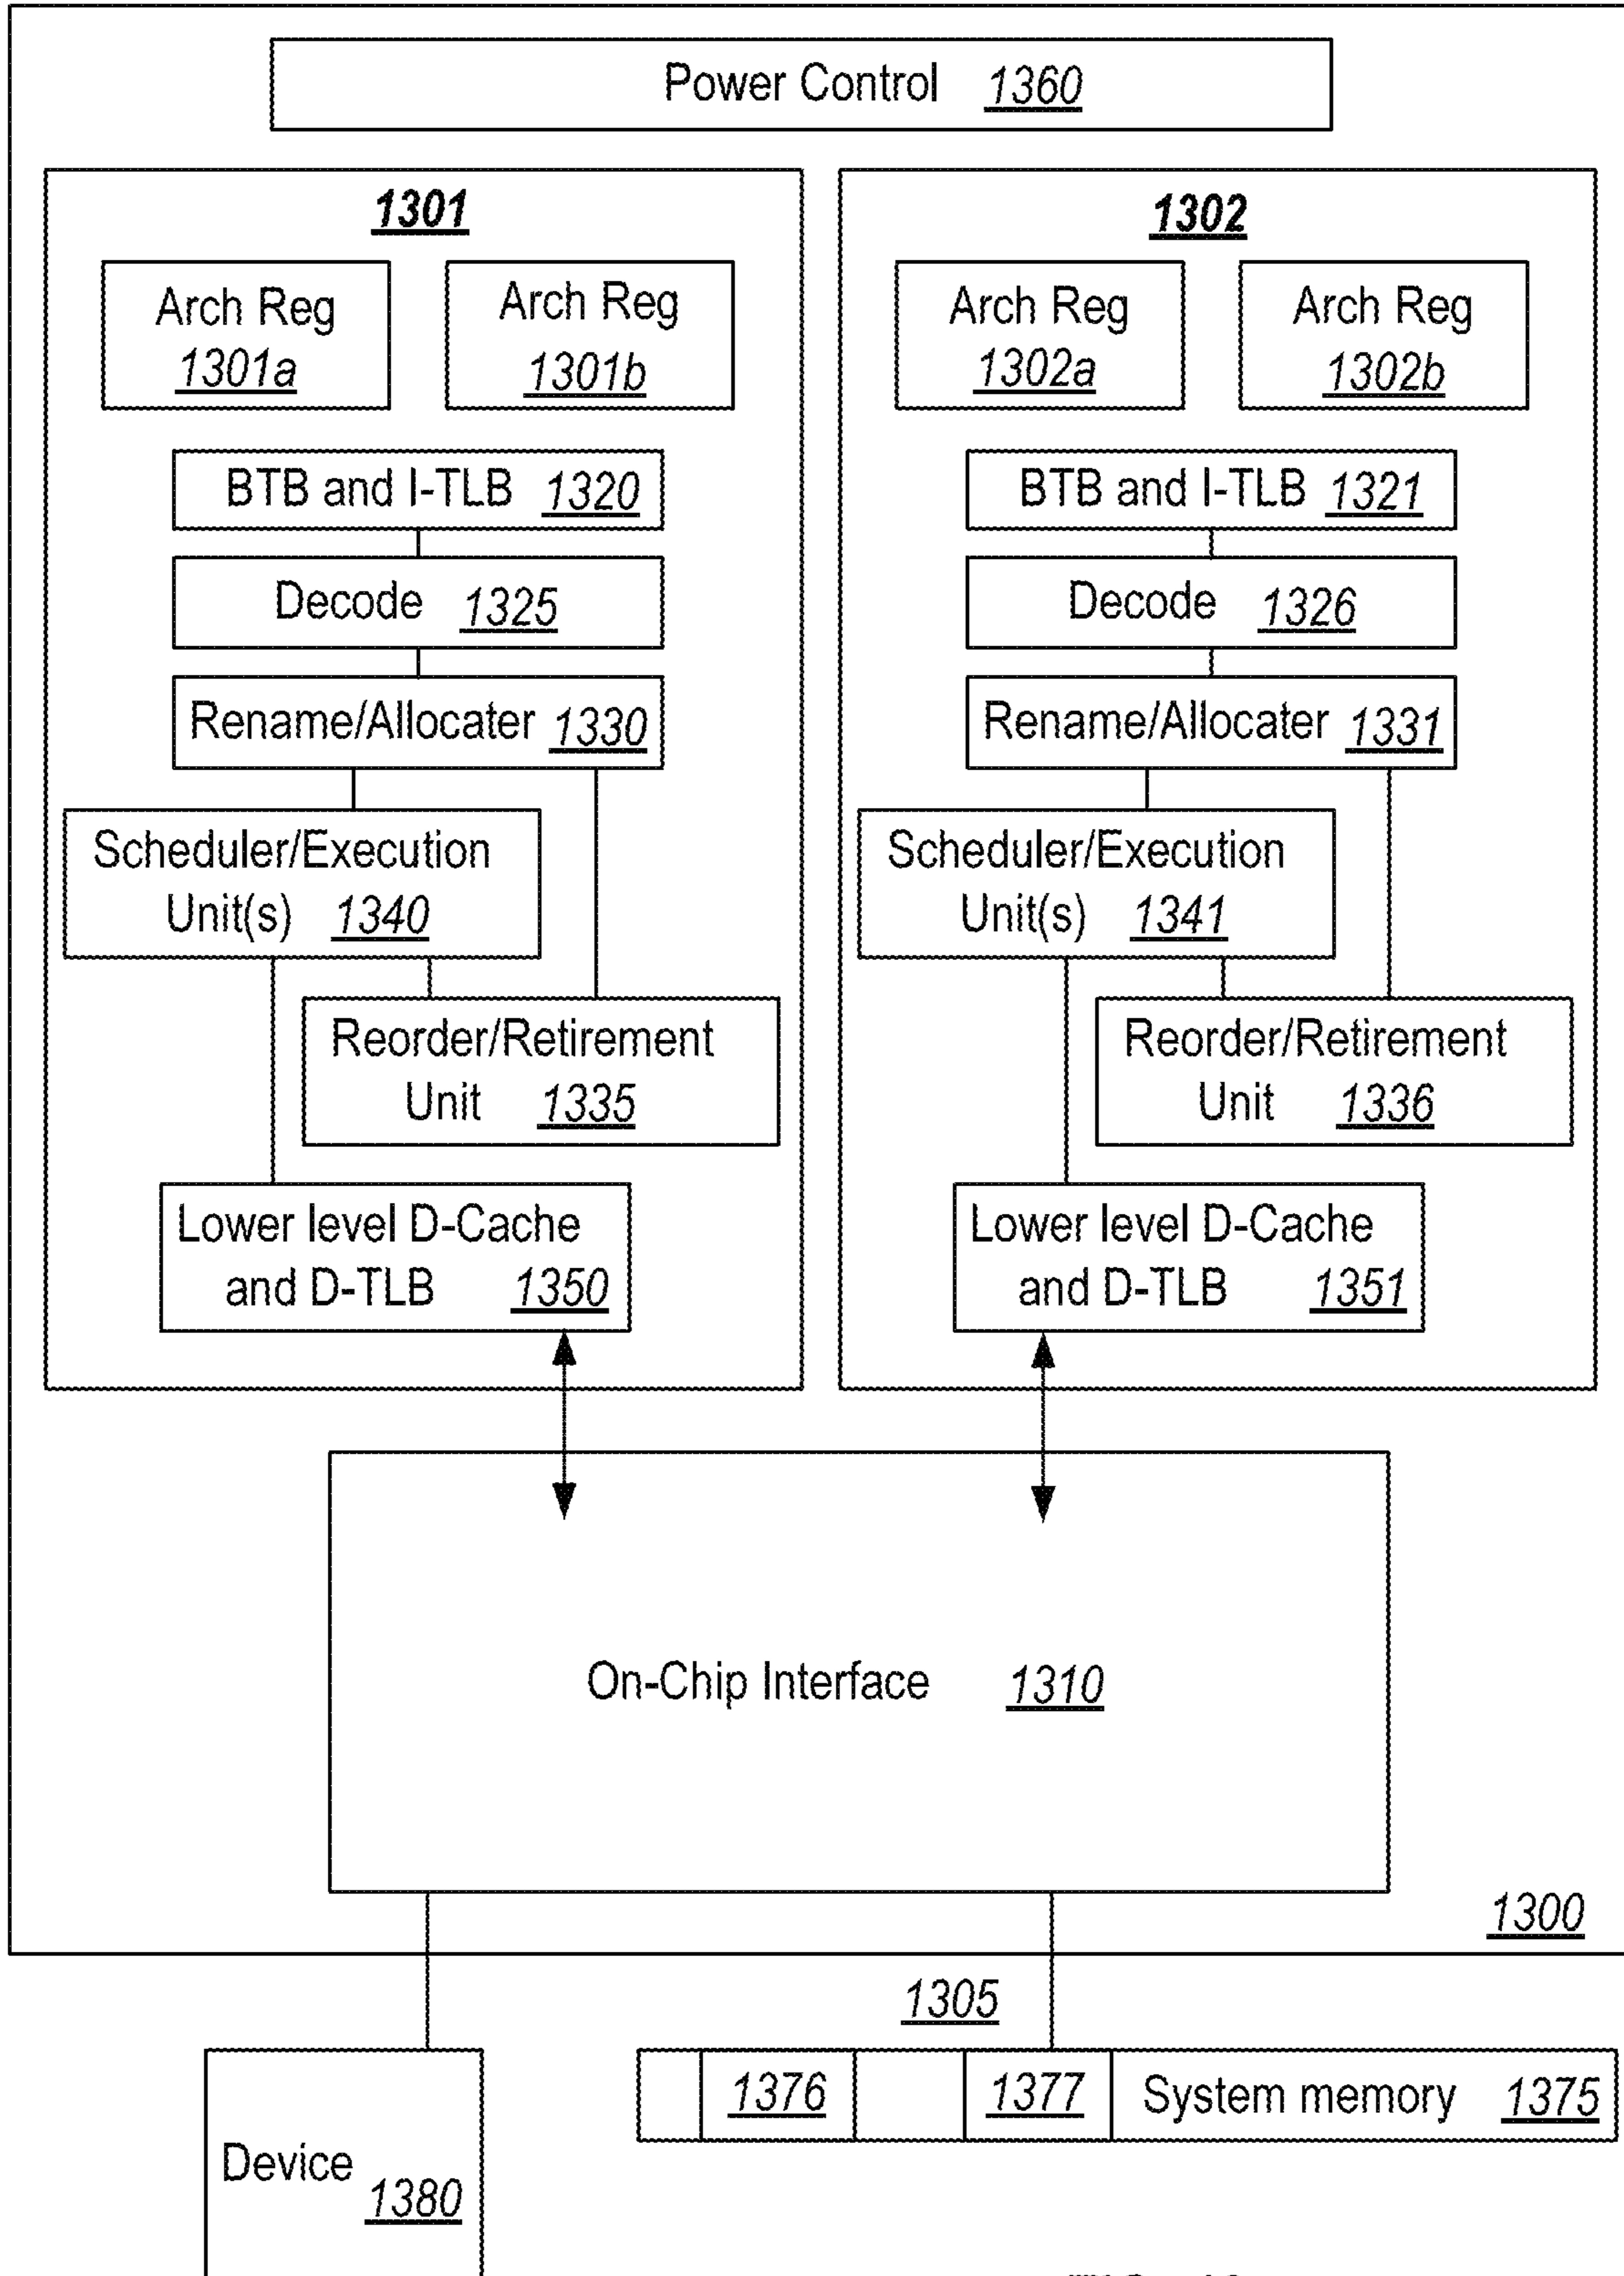 Power Control 1360
1301
Arch Reg
1301a
Arch Reg
1301b
BTB and I-TLB 1320
Decode 1325
Rename/Allocater 1330
Scheduler/Execution
Unit(s) 1340
Reorder/Retirement
Unit 1335
Lower level D-Cache
and D-TLB 1350
1302
Arch Reg
1302a
Arch Reg
1302b
BTB and I-TLB 1321
Decode 1326
Rename/Allocater 1331
Scheduler/Execution
Unit(s) 1341
Reorder/Retirement
Unit 1336
Lower level D-Cache
and D-TLB 1351
On-Chip Interface 1310
1300
1305
1376 1377 System memory 1375
Device 1380